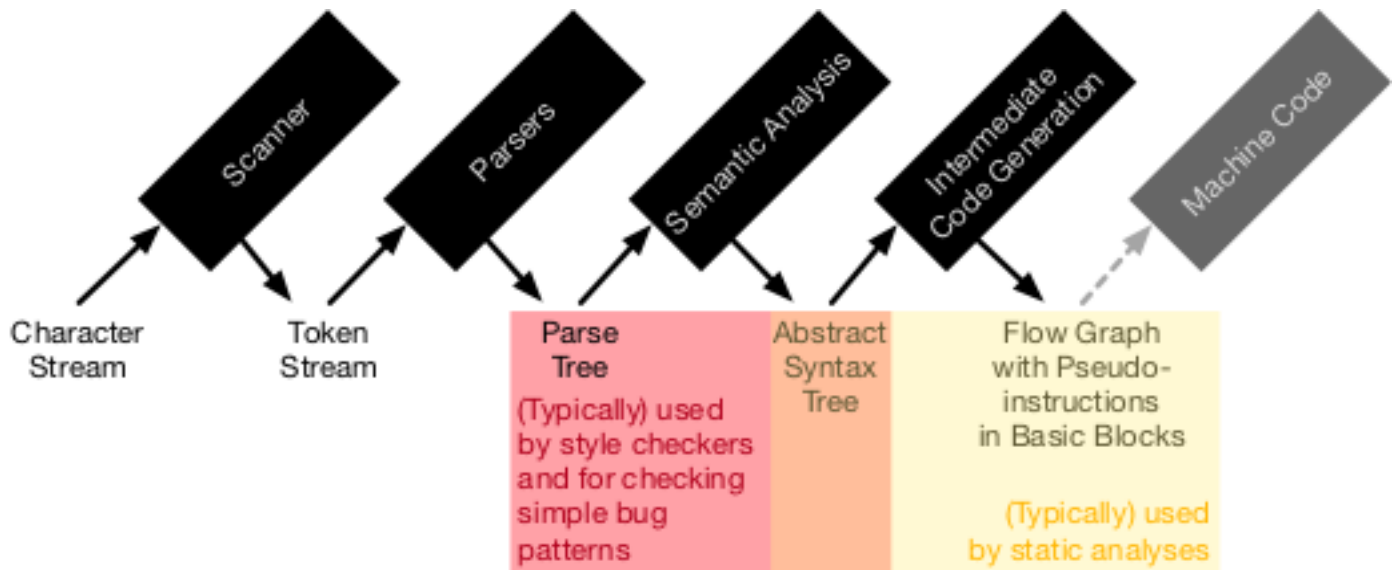 Scanner
Parsers
Semantic Analysis
Intermediate
Code Generation
Machine Code
Character
Stream
Token
Stream
Parse
Tree
(Typically) used
by style checkers
and for checking
simple bug
patterns
Abstract
Syntax
Tree
Flow Graph
with Pseudo-
instructions
in Basic Blocks
(Typically) used
by static analyses